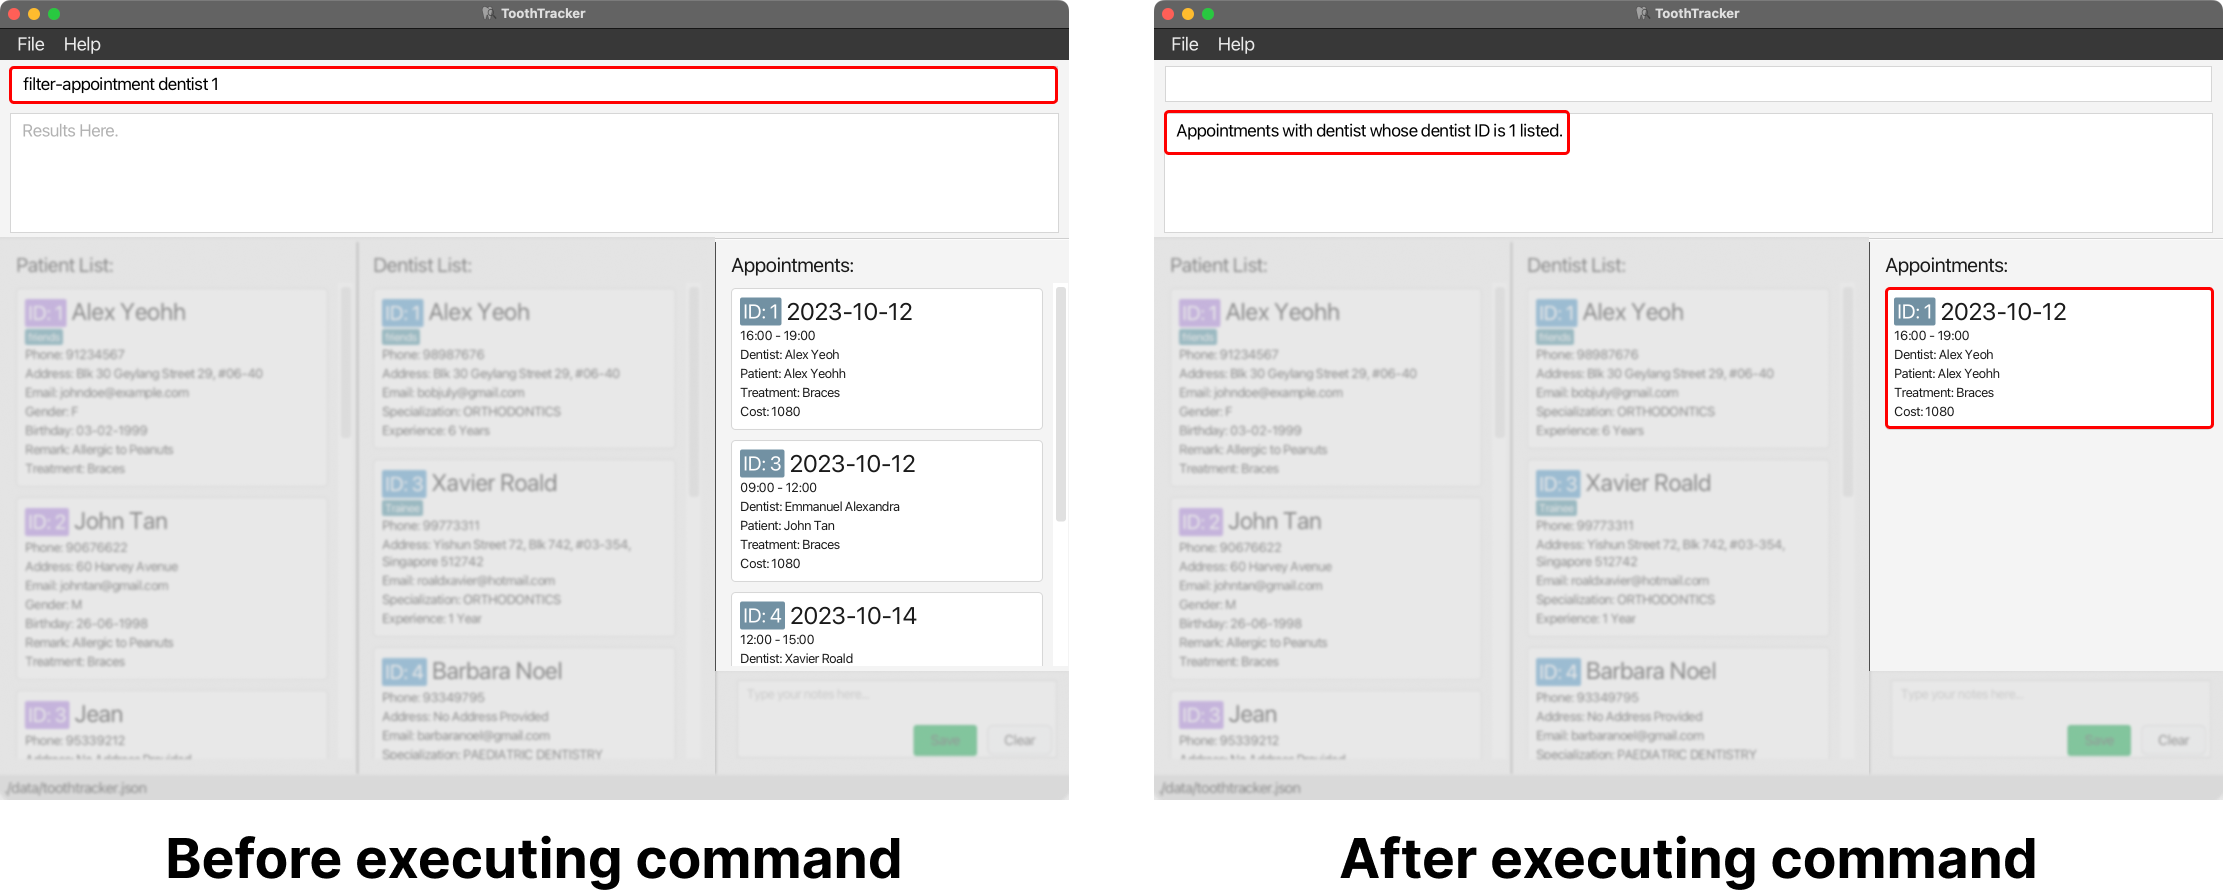 ToothTracker
File Help
filter-appointment dentist 1
Results Here.
Patient List:
ID: 1 Alex Yeohh
friends
Phone: 91234567
Address: Blk 30 Geylang Street 29, #06-40
Email: johndoe@example.com
Gender: F
Birthday: 03-02-1999
Remark: Allergic to Peanuts
Treatment: Braces
ID: 2 John Tan
Phone: 90676622
Address: 60 Harvey Avenue
Email: johntan@gmail.com
Gender: M
Birthday: 26-06-1998
Remark: Allergic to Peanuts
Treatment: Braces
ID: 3 Jean
Phone: 95339212
Address: No Address Provided
Dentist List:
ID: 1 Alex Yeoh
friends
Phone: 98987676
Address: Blk 30 Geylang Street 29, #06-40
Email: bobjuly@gmail.com
Specialization: ORTHODONTICS
Experience: 6 Years
ID: 3 Xavier Roald
Trainee
Phone: 99773311
Address: Yishun Street 72, Blk 742, #03-354,
Singapore 512742
Email: roaldxavier@hotmail.com
Specialization: ORTHODONTICS
Experience: 1 Year
ID: 4 Barbara Noel
Phone: 93349795
Address: No Address Provided
Email: barbaranoel@gmail.com
Specialization: PAEDIATRIC DENTISTRY
Appointments:
ID: 1 2023-10-12
16:00 - 19:00
Dentist: Alex Yeoh
Patient: Alex Yeohh
Treatment: Braces
Cost: 1080
ID: 3 2023-10-12
09:00 - 12:00
Dentist: Emmanuel Alexandra
Patient: John Tan
Treatment: Braces
Cost: 1080
ID: 4 2023-10-14
12:00 - 15:00
Dentist: Xavier Roald
Type your notes here...
Save Clear
./data/toothtracker.json
Before executing command
ToothTracker
File Help
Appointments with dentist whose dentist ID is 1 listed.
Patient List:
ID: 1 Alex Yeohh
friends
Phone: 91234567
Address: Blk 30 Geylang Street 29, #06-40
Email: johndoe@example.com
Gender: F
Birthday: 03-02-1999
Remark: Allergic to Peanuts
Treatment: Braces
ID: 2 John Tan
Phone: 90676622
Address: 60 Harvey Avenue
Email: johntan@gmail.com
Gender: M
Birthday: 26-06-1998
Remark: Allergic to Peanuts
Treatment: Braces
ID: 3 Jean
Phone: 95339212
Address: No Address Provided
Dentist List:
ID: 1 Alex Yeoh
friends
Phone: 98987676
Address: Blk 30 Geylang Street 29, #06-40
Email: bobjuly@gmail.com
Specialization: ORTHODONTICS
Experience: 6 Years
ID: 3 Xavier Roald
Trainee
Phone: 99773311
Address: Yishun Street 72, Blk 742, #03-354,
Singapore 512742
Email: roaldxavier@hotmail.com
Specialization: ORTHODONTICS
Experience: 1 Year
ID: 4 Barbara Noel
Phone: 93349795
Address: No Address Provided
Email: barbaranoel@gmail.com
Specialization: PAEDIATRIC DENTISTRY
Appointments:
ID: 1 2023-10-12
16:00 - 19:00
Dentist: Alex Yeoh
Patient: Alex Yeohh
Treatment: Braces
Cost: 1080
Type your notes here...
Save Clear
./data/toothtracker.json
After executing command